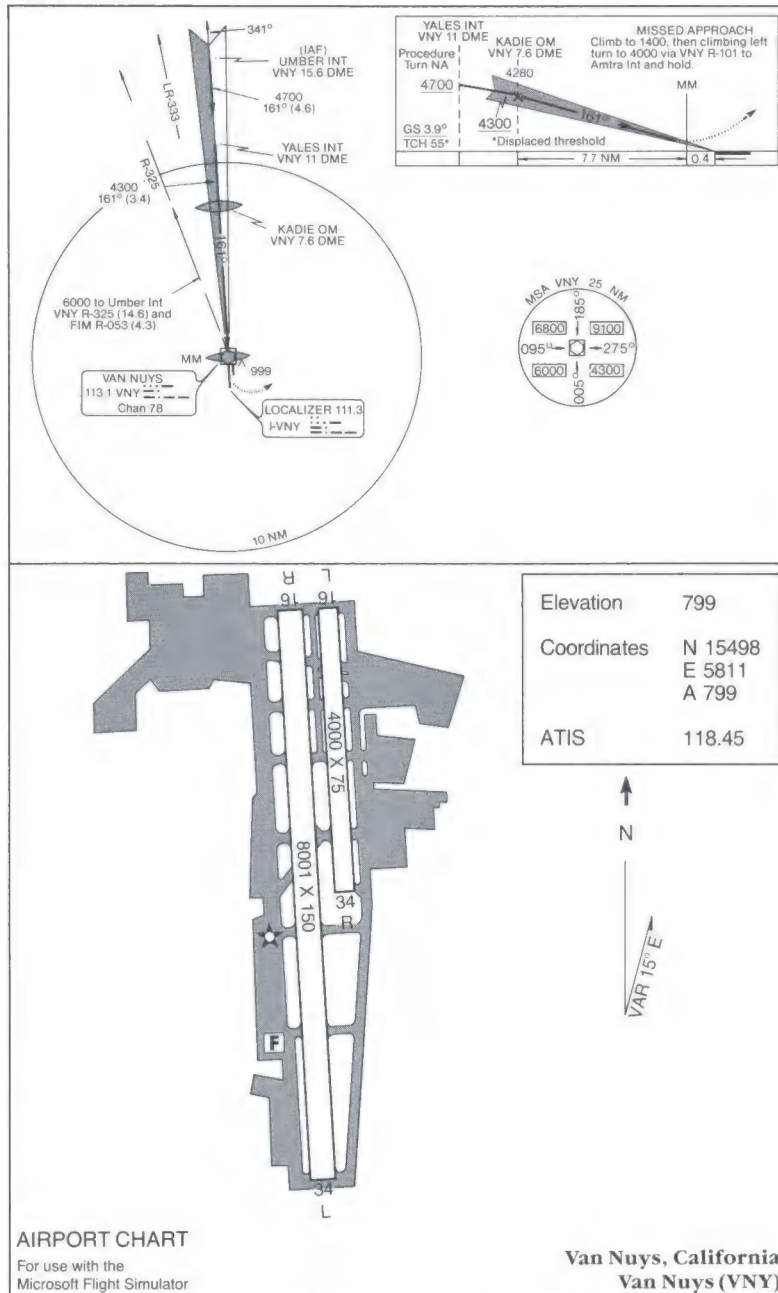 341°
(IAF)
UMBER INT
VNY 15.6 DME
LR-333
4700
161° (4.6)
YALES INT
VNY 11 DME
R-325
4300
161° (3.4)
KADIE OM
VNY 7.6 DME
161°
6000 to Umber Int
VNY R-325 (14.6) and
FIM R-053 (4.3)
MM
999
VAN NUYS
113.1 VNY
Chan 78
LOCALIZER 111.3
I-VNY
10 NM
YALES INT
VNY 11 DME
Procedure
Turn NA
KADIE OM
VNY 7.6 DME
4280
MISSED APPROACH
Climb to 1400, then climbing left
turn to 4000 via VNY R-101 to
Amtra Int and hold.
4700
MM
161°
4300
GS 3.9°
TCH 55*
*Displaced threshold
7.7 NM
0.4
MSA VNY 25 NM
185°
6800
9100
095°
275°
6000
4300
005°
R
16
L
16
4000 X 75
8001 X 150
34
R
F
34
L
Elevation 799
Coordinates N 15498
E 5811
A 799
ATIS 118.45
N
VAR 15° E
AIRPORT CHART
For use with the
Microsoft Flight Simulator
Van Nuys, California
Van Nuys (VNY)